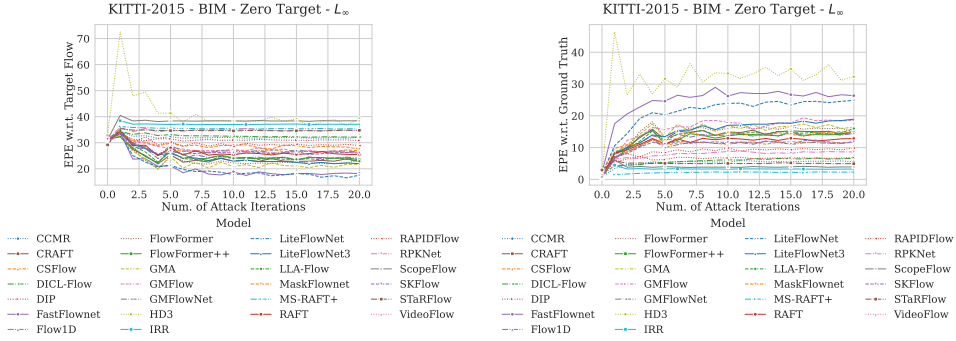 KITTI-2015 - BIM - Zero Target - L∞
EPE w.r.t. Target Flow
70
60
50
40
30
20
0.0 2.5 5.0 7.5 10.0 12.5 15.0 17.5 20.0
Num. of Attack Iterations
Model
CCMR FlowFormer LiteFlowNet RAPIDFlow
CRAFT FlowFormer++ LiteFlowNet3 RPKNet
CSFlow GMA LLA-Flow ScopeFlow
DICL-Flow GMFlow MaskFlownet SKFlow
DIP GMFlowNet MS-RAFT+ STaRFlow
FastFlownet HD3 RAFT VideoFlow
Flow1D IRR
KITTI-2015 - BIM - Zero Target - L∞
EPE w.r.t. Ground Truth
40
30
20
10
0
0.0 2.5 5.0 7.5 10.0 12.5 15.0 17.5 20.0
Num. of Attack Iterations
Model
CCMR FlowFormer LiteFlowNet RAPIDFlow
CRAFT FlowFormer++ LiteFlowNet3 RPKNet
CSFlow GMA LLA-Flow ScopeFlow
DICL-Flow GMFlow MaskFlownet SKFlow
DIP GMFlowNet MS-RAFT+ STaRFlow
FastFlownet HD3 RAFT VideoFlow
Flow1D IRR